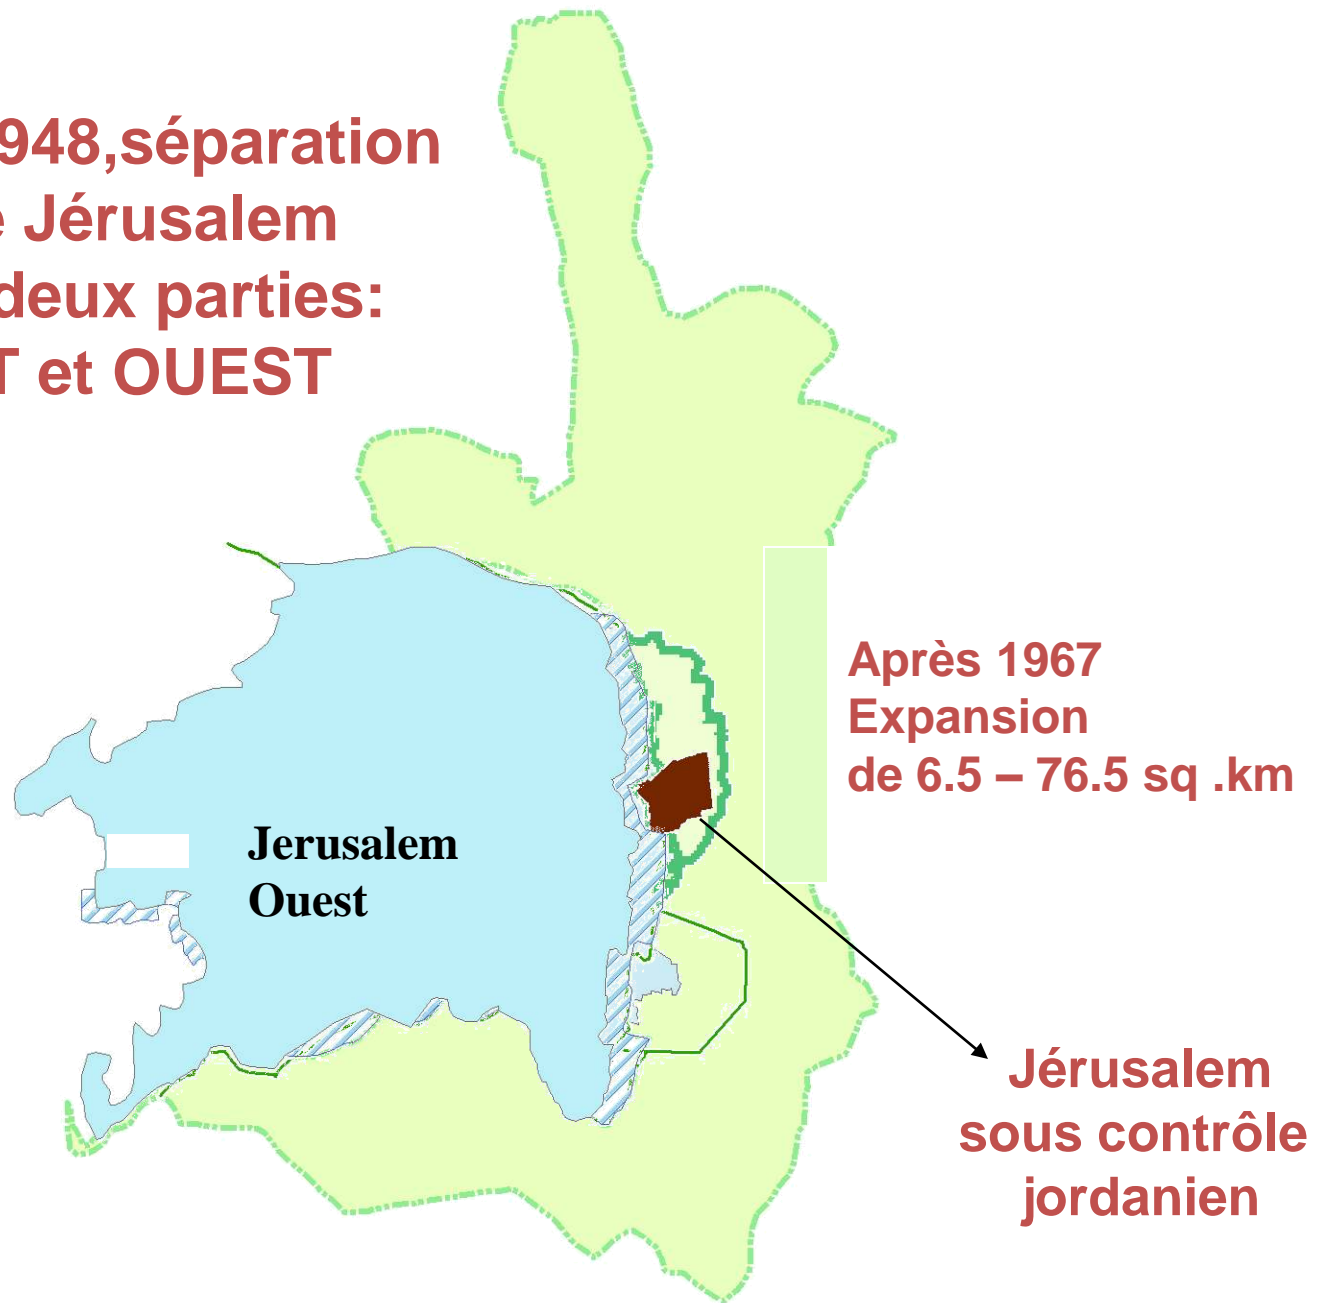 948,séparation
e Jérusalem
deux parties:
T et OUEST
Après 1967
Expansion
de 6.5 – 76.5 sq .km
Jerusalem
Ouest
Jérusalem
sous contrôle
jordanien